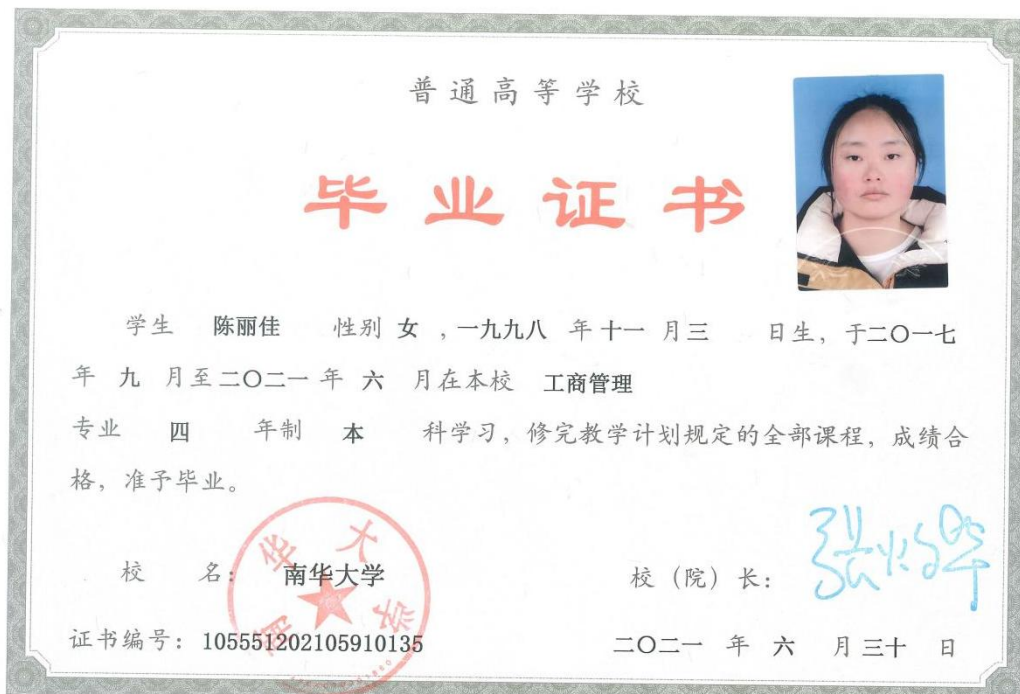 普通高等学校
毕业证书
学生 陈丽佳 性别 女 ,一九九八 年 十一 月 三 日生，于二〇一七
年 九 月至二〇二一 年 六 月在本校 工商管理
专业 四 年制 本 科学习，修完教学计划规定的全部课程，成绩合
格，准予毕业。
校 名： 南华大学
校（院）长：
南华大学
证书编号：105551202105910135
二〇二一 年 六 月 三十 日